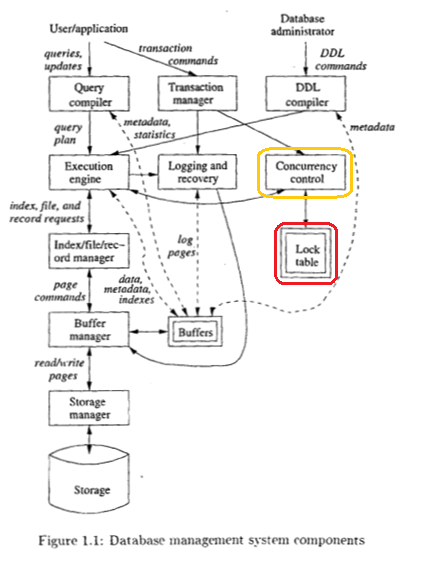 User/application
Database
administrator
transaction
commands
queries,
updates
DDL
commands
Query
compiler
Transaction
manager
DDL
compiler
query
plan
metadata,
statistics
metadata
Execution
engine
Logging and
recovery
Concurrency
control
index, file, and
record requests
log
pages
Lock
table
Index/file/rec-
ord manager
page
commands
data,
metadata,
indexes
Buffer
manager
Buffers
read/write
pages
Storage
manager
Storage
Figure 1.1: Database management system components